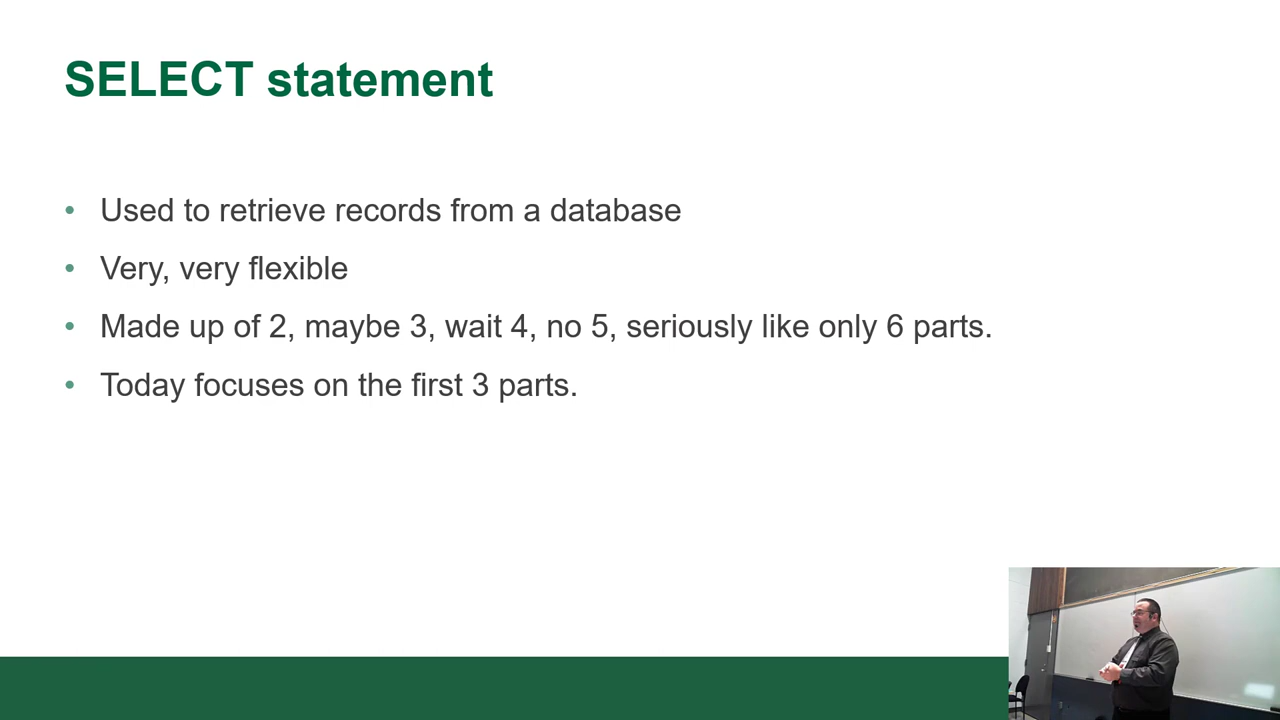 SELECT statement
Used to retrieve records from a database
Very, very flexible
Made up of 2, maybe 3, wait 4, no 5, seriously like only 6 parts.
Today focuses on the first 3 parts.